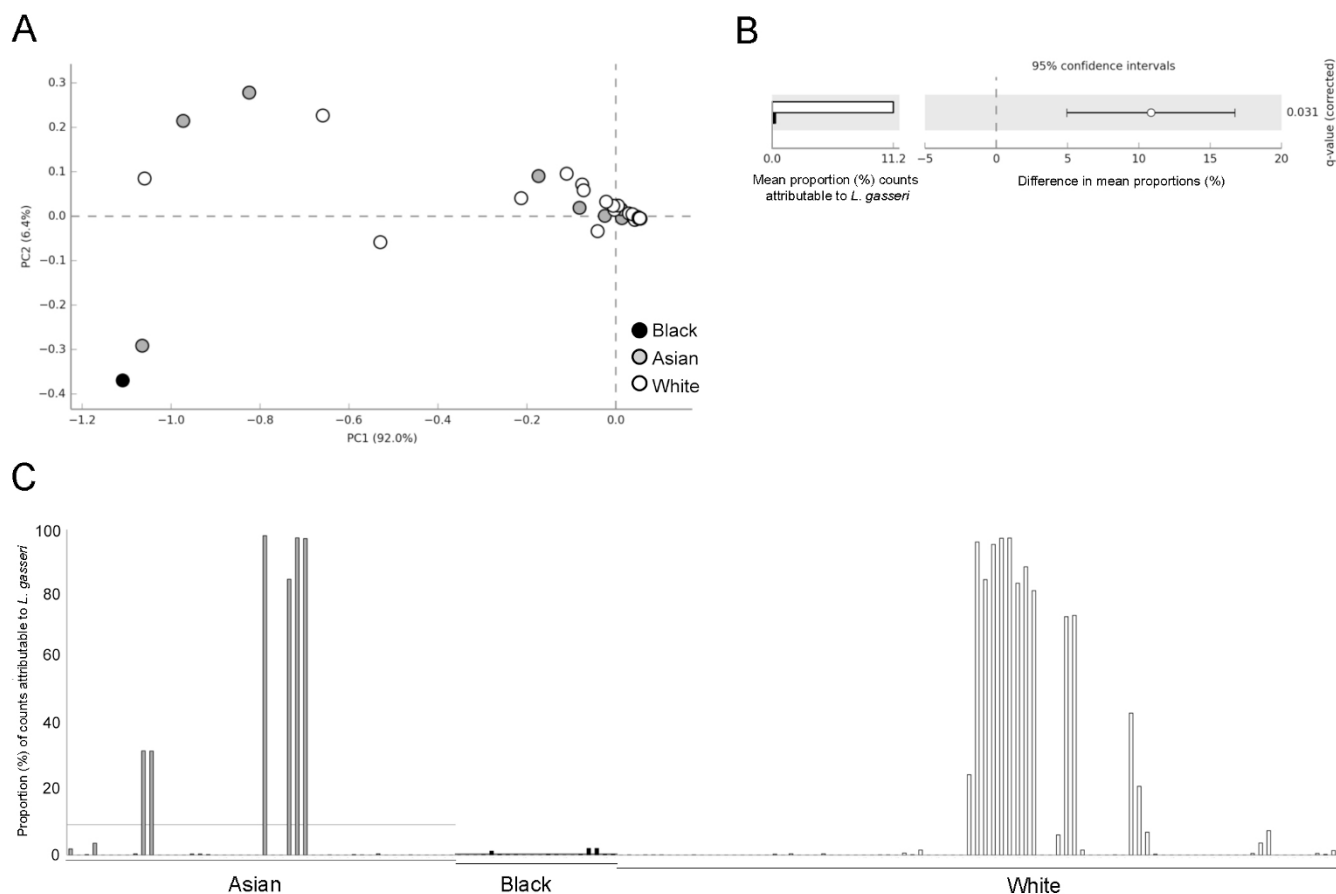 A
0.3
0.2
0.1
0.0
−0.1
−0.2
−0.3
−0.4
PC2 (6.4%)
−1.2 −1.0 −0.8 −0.6 −0.4 −0.2 0.0
PC1 (92.0%)
Black
Asian
White
B
95% confidence intervals
0.031
q-value (corrected)
0.0 11.2
−5 0 5 10 15 20
Mean proportion (%) counts
attributable to L. gasseri
Difference in mean proportions (%)
C
100
80
60
40
20
0
Proportion (%) of counts attributable to L. gasseri
Asian Black White